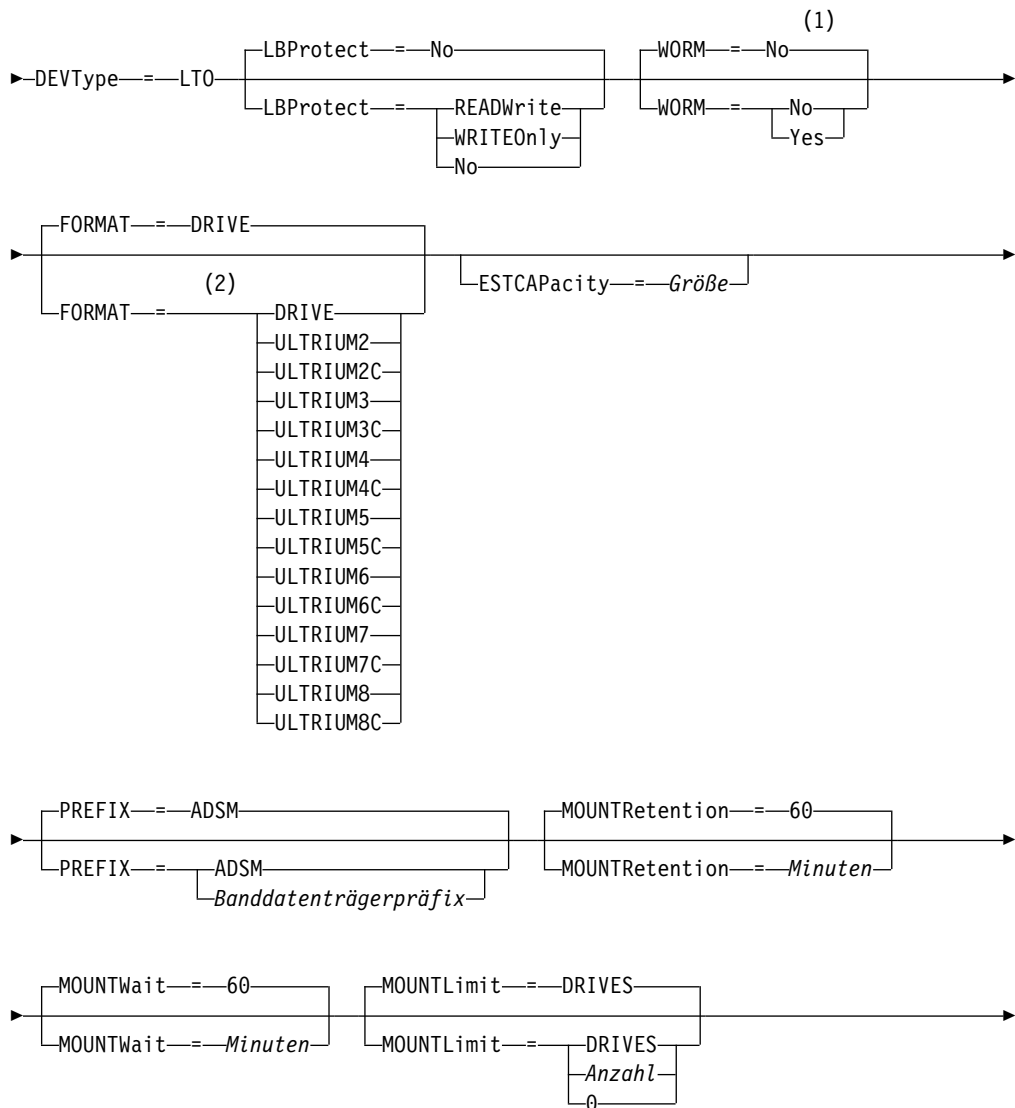 (1)
LBProtect = No WORM = No
DEVType = LTO
LBProtect = READWrite WORM = No
WRITEOnly Yes
No
FORMAT = DRIVE
(2) ESTCAPacity = Größe
FORMAT = DRIVE
ULTRIUM2
ULTRIUM2C
ULTRIUM3
ULTRIUM3C
ULTRIUM4
ULTRIUM4C
ULTRIUM5
ULTRIUM5C
ULTRIUM6
ULTRIUM6C
ULTRIUM7
ULTRIUM7C
ULTRIUM8
ULTRIUM8C
PREFIX = ADSM MOUNTRetention = 60
PREFIX = ADSM MOUNTRetention = Minuten
Banddatenträgerpräfix
MOUNTWait = 60 MOUNTLimit = DRIVES
MOUNTWait = Minuten MOUNTLimit = DRIVES
Anzahl
0